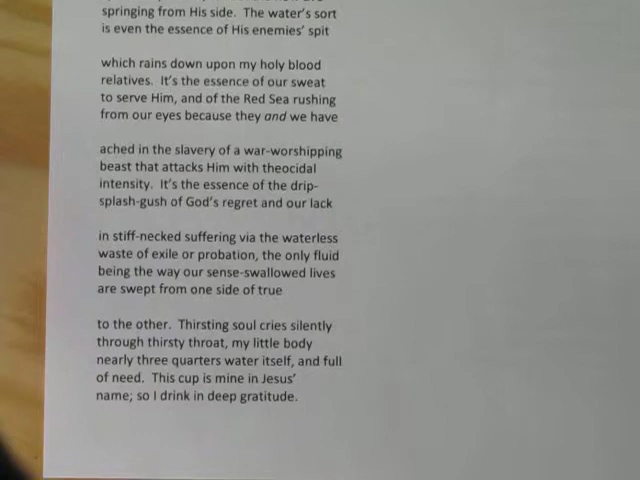 springing from His side.  The water's sort
is even the essence of His enemies' spit
which rains down upon my holy blood
relatives.  It's the essence of our sweat
to serve Him, and of the Red Sea rushing
from our eyes because they and we have
ached in the slavery of a war-worshipping
beast that attacks Him with theocidal
intensity.  It's the essence of the drip-
splash-gush of God's regret and our lack
in stiff-necked suffering via the waterless
waste of exile or probation, the only fluid
being the way our sense-swallowed lives
are swept from one side of true
to the other.  Thirsting soul cries silently
through thirsty throat, my little body
nearly three quarters water itself, and full
of need.  This cup is mine in Jesus'
name; so I drink in deep gratitude.